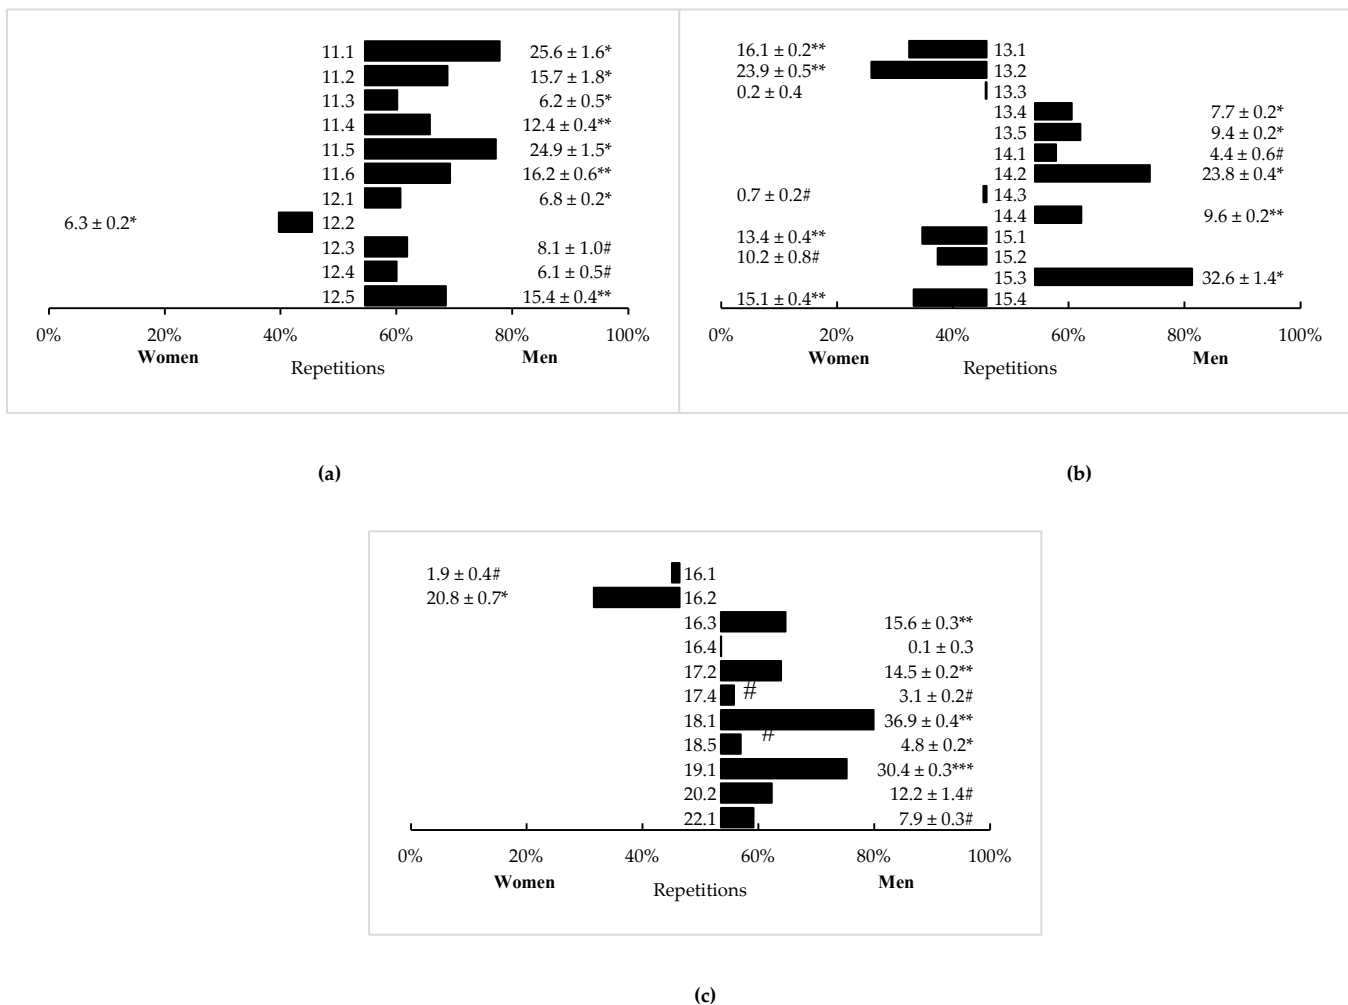 11.1 25.6 ± 1.6*
11.2 15.7 ± 1.8*
11.3 6.2 ± 0.5*
11.4 12.4 ± 0.4**
11.5 24.9 ± 1.5*
11.6 16.2 ± 0.6**
12.1 6.8 ± 0.2*
6.3 ± 0.2* 12.2
12.3 8.1 ± 1.0#
12.4 6.1 ± 0.5#
12.5 15.4 ± 0.4**
0% 20% 40% 60% 80% 100%
Women Men
Repetitions
(a)
16.1 ± 0.2** 13.1
23.9 ± 0.5** 13.2
0.2 ± 0.4 13.3
13.4 7.7 ± 0.2*
13.5 9.4 ± 0.2*
14.1 4.4 ± 0.6#
14.2 23.8 ± 0.4*
0.7 ± 0.2# 14.3
14.4 9.6 ± 0.2**
13.4 ± 0.4** 15.1
10.2 ± 0.8# 15.2
15.3 32.6 ± 1.4*
15.1 ± 0.4** 15.4
0% 20% 40% 60% 80% 100%
Women Men
Repetitions
(b)
1.9 ± 0.4# 16.1
20.8 ± 0.7* 16.2
16.3 15.6 ± 0.3**
16.4 0.1 ± 0.3
17.2 14.5 ± 0.2**
17.4 # 3.1 ± 0.2#
18.1 36.9 ± 0.4**
18.5 # 4.8 ± 0.2*
19.1 30.4 ± 0.3***
20.2 12.2 ± 1.4#
22.1 7.9 ± 0.3#
0% 20% 40% 60% 80% 100%
Women Men
Repetitions
(c)